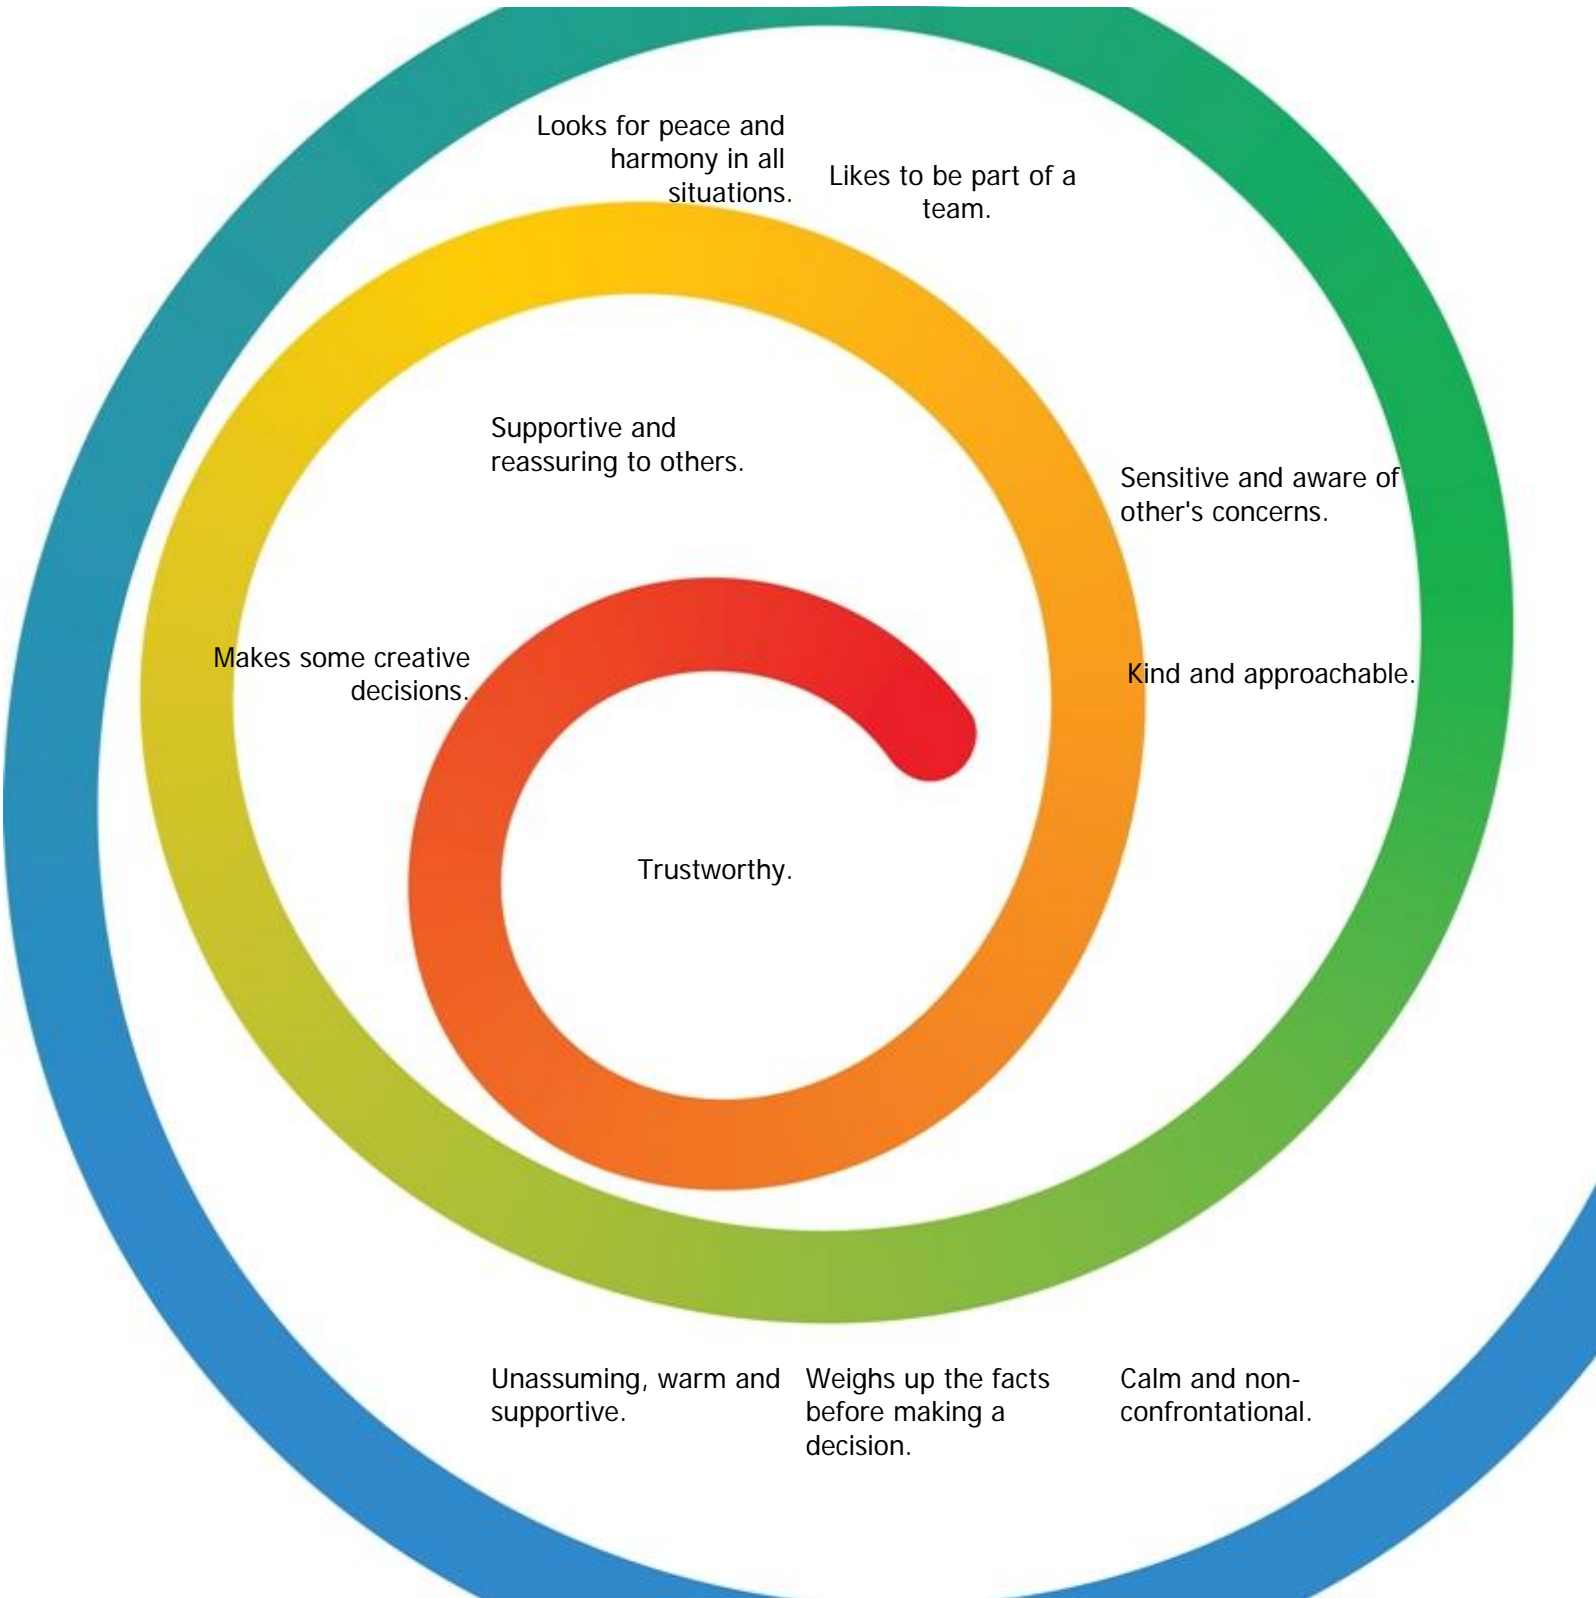 Looks for peace and
harmony in all
situations.
Likes to be part of a
team.
Supportive and
reassuring to others.
Sensitive and aware of
other's concerns.
Makes some creative
decisions.
Kind and approachable.
Trustworthy.
Unassuming, warm and
supportive.
Weighs up the facts
before making a
decision.
Calm and non-
confrontational.